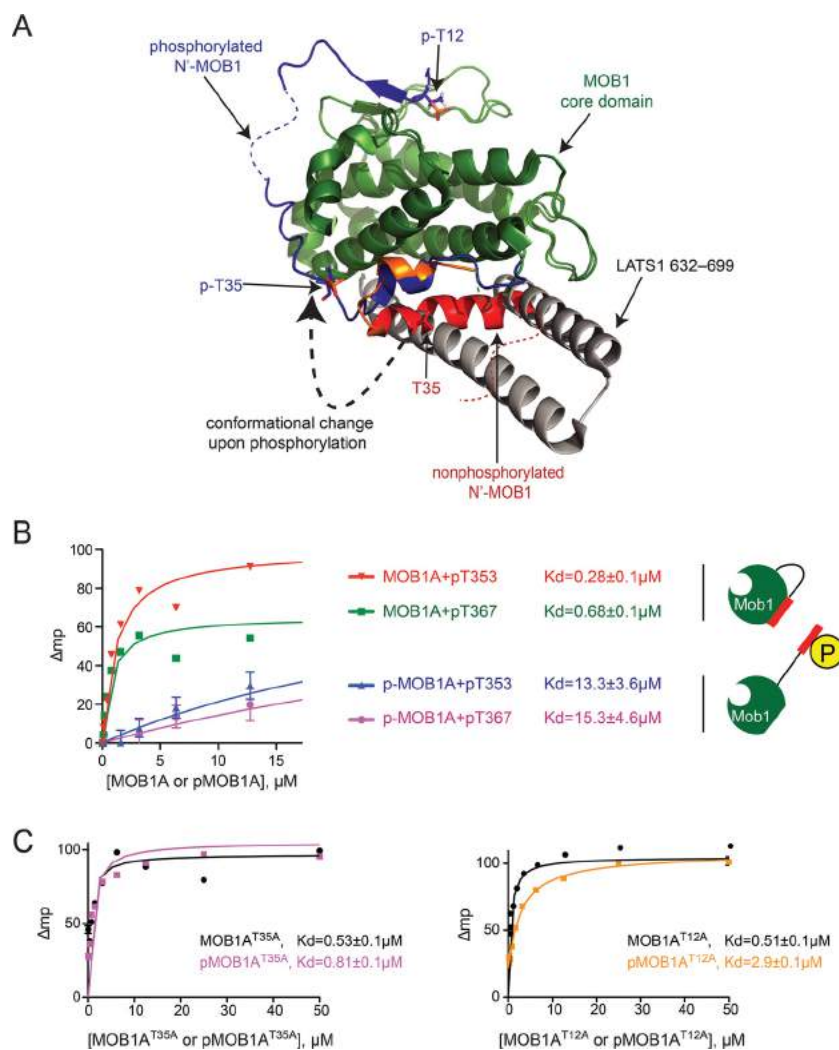 A
phosphorylated
N'-MOB1
p-T12
MOB1
core domain
p-T35
LATS1 632–699
T35
conformational change
upon phosphorylation
nonphosphorylated
N'-MOB1
B
100
80
60
40
20
0
Δmp
0 5 10 15
[MOB1A or pMOB1A], µM
MOB1A+pT353 Kd=0.28±0.1µM
MOB1A+pT367 Kd=0.68±0.1µM
p-MOB1A+pT353 Kd=13.3±3.6µM
p-MOB1A+pT367 Kd=15.3±4.6µM
Mob1
P
Mob1
C
100
50
0
Δmp
MOB1A^T35A, Kd=0.53±0.1µM
pMOB1A^T35A, Kd=0.81±0.1µM
0 10 20 30 40 50
[MOB1A^T35A or pMOB1A^T35A], µM
100
50
0
Δmp
MOB1A^T12A, Kd=0.51±0.1µM
pMOB1A^T12A, Kd=2.9±0.1µM
0 10 20 30 40 50
[MOB1A^T12A or pMOB1A^T12A], µM